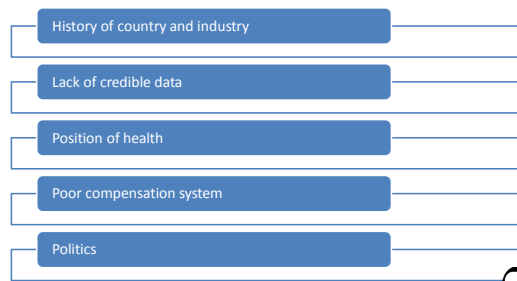 History of country and industry
Lack of credible data
Position of health
Poor compensation system
Politics